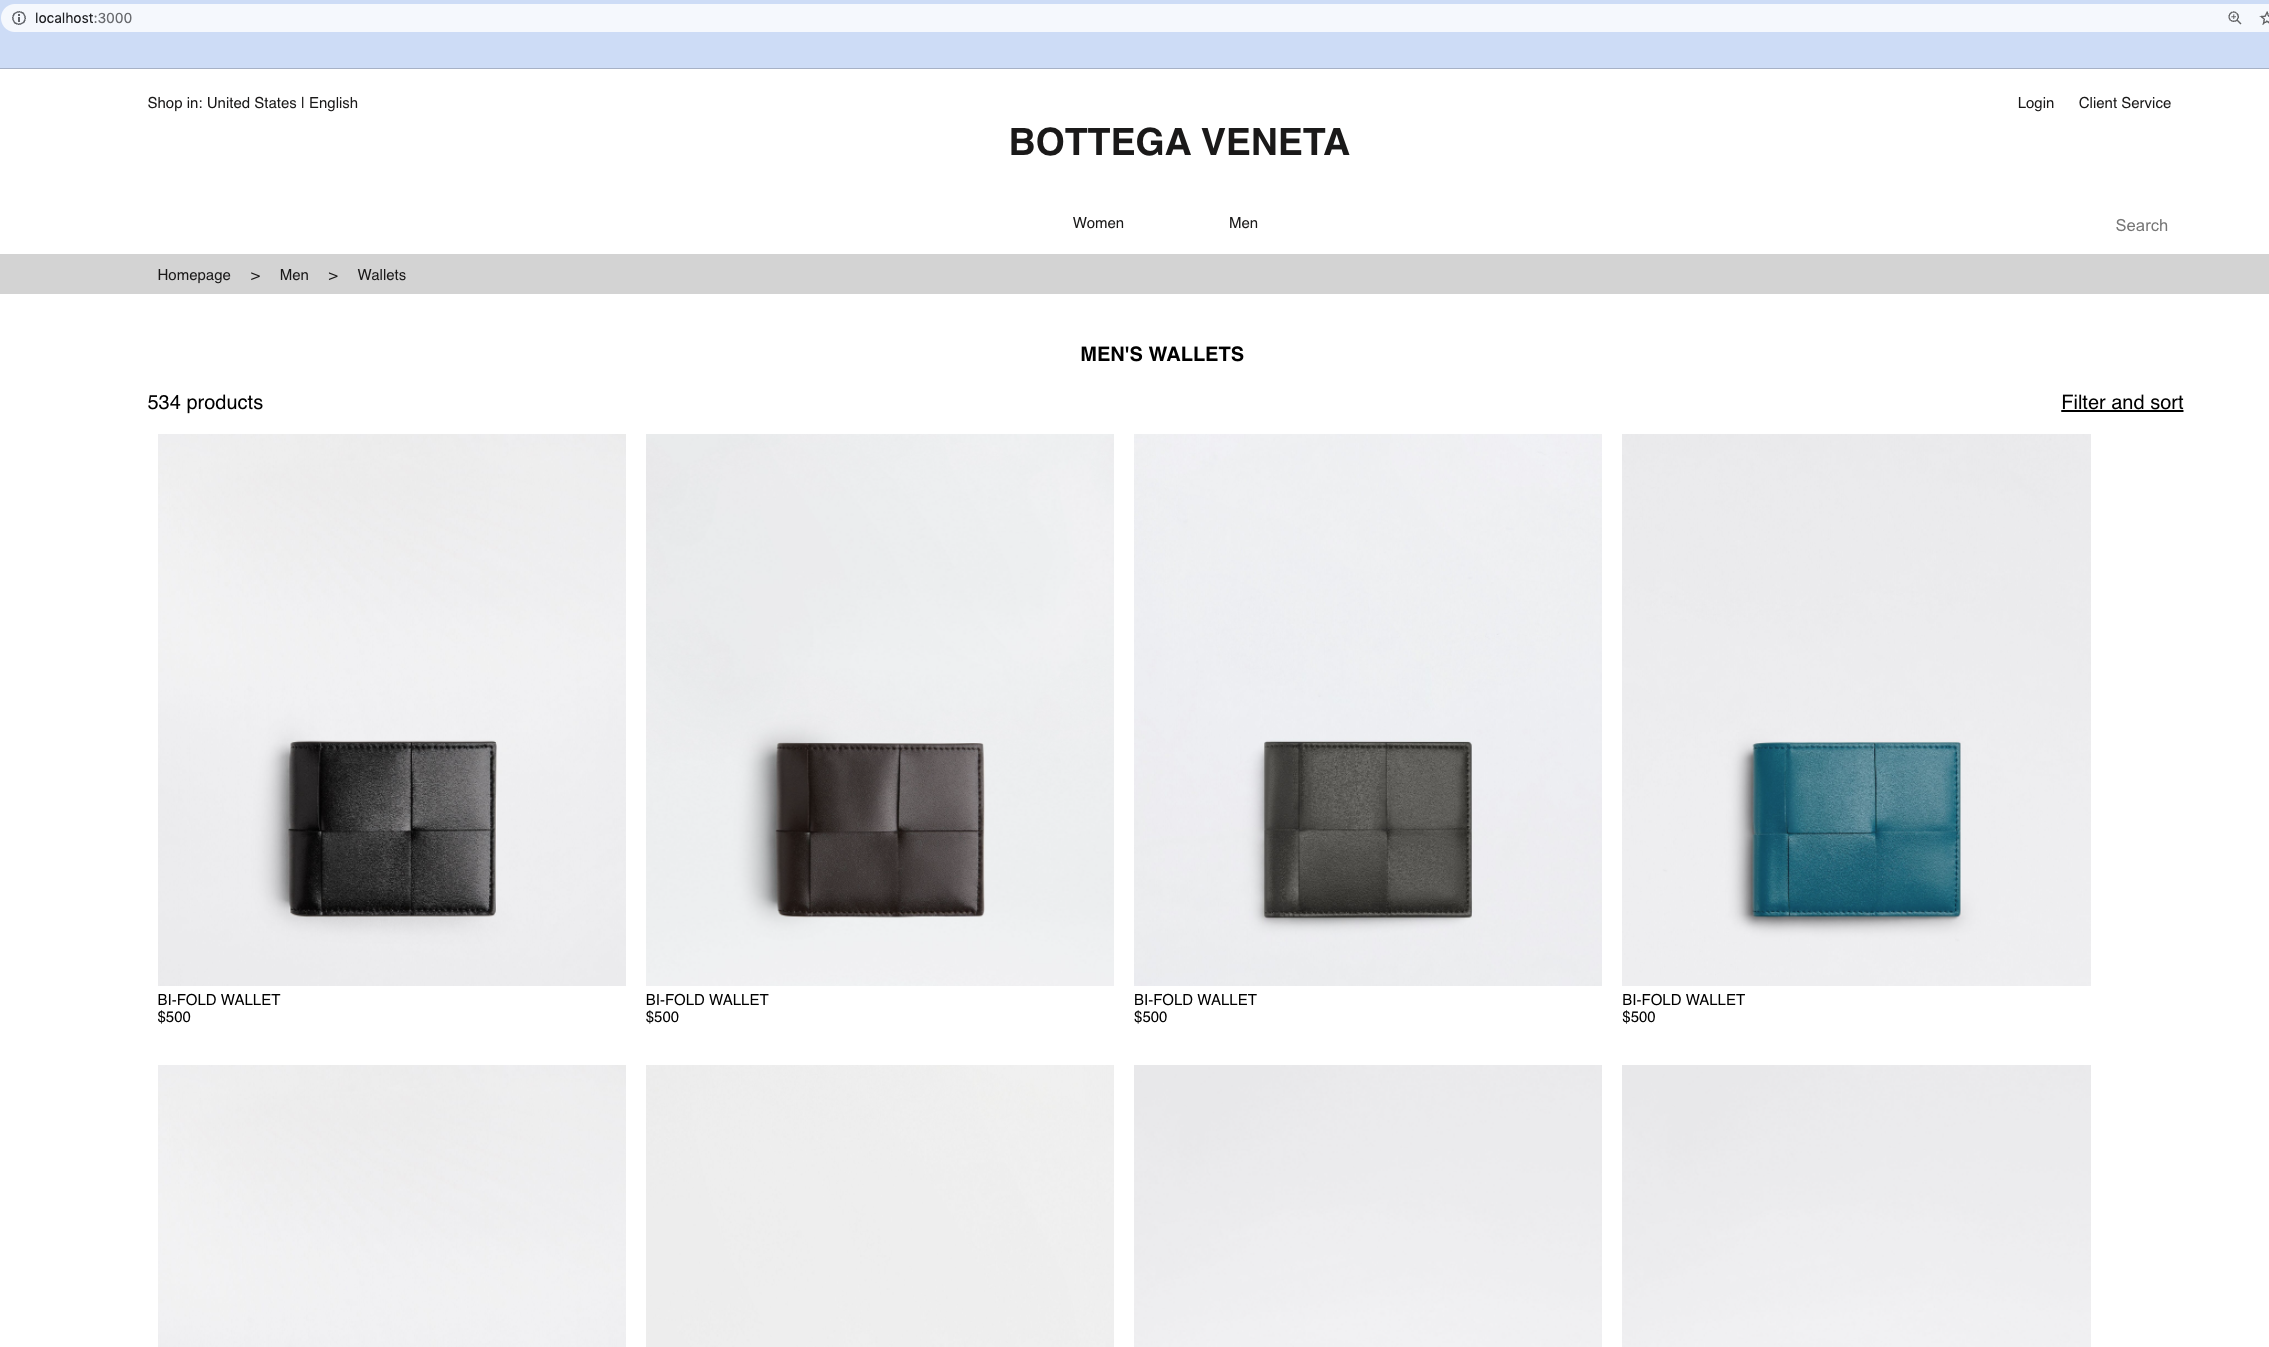 localhost:3000
Shop in: United States | English
Login Client Service
BOTTEGA VENETA
Women Men
Search
Homepage > Men > Wallets
MEN'S WALLETS
534 products
Filter and sort
BI-FOLD WALLET
$500
BI-FOLD WALLET
$500
BI-FOLD WALLET
$500
BI-FOLD WALLET
$500